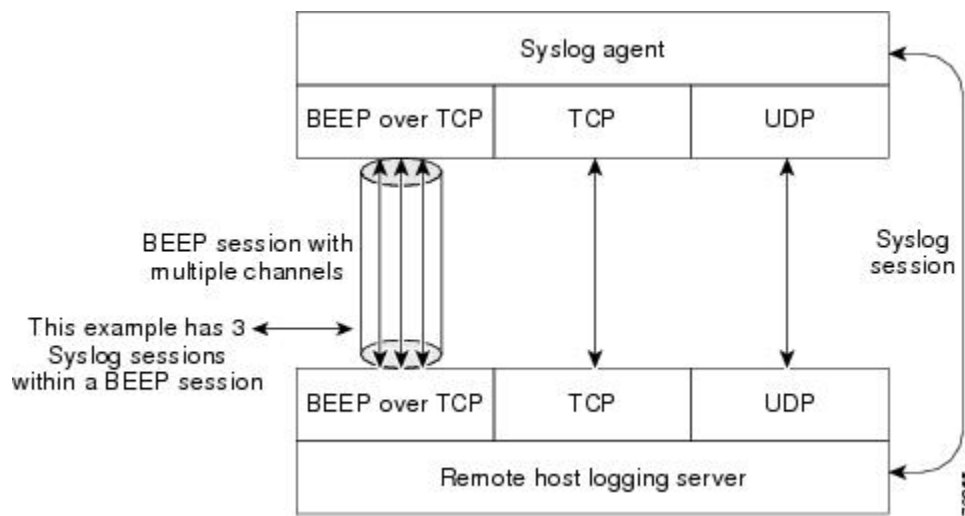 Syslog agent
BEEP over TCP
TCP
UDP
BEEP session with
multiple channels
Syslog
session
This example has 3
Syslog sessions
within a BEEP session
BEEP over TCP
TCP
UDP
Remote host logging server